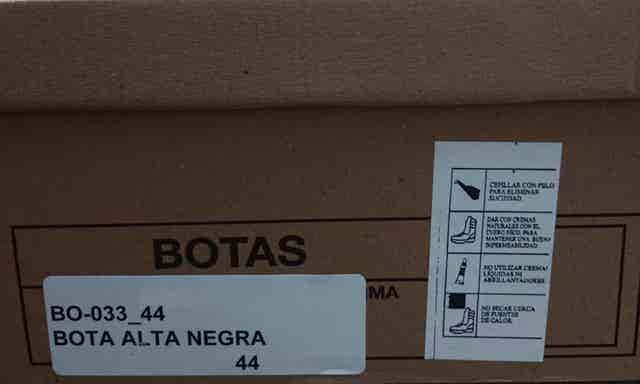 BOTAS
MA
BO-033_44
BOTA ALTA NEGRA
44
CEPILLAR CON PELO
PARA ELIMINAR
SUCIEDAD.
DAR CON CREMAS
NATURALES CON EL
CUERO SECO, PARA
MANTENER UNA BUENA
IMPERMEABILIDAD.
NO UTILIZAR CREMAS
LÍQUIDAS NI
ABRILLANTADORES.
NO SECAR CERCA
DE FUENTES
DE CALOR.